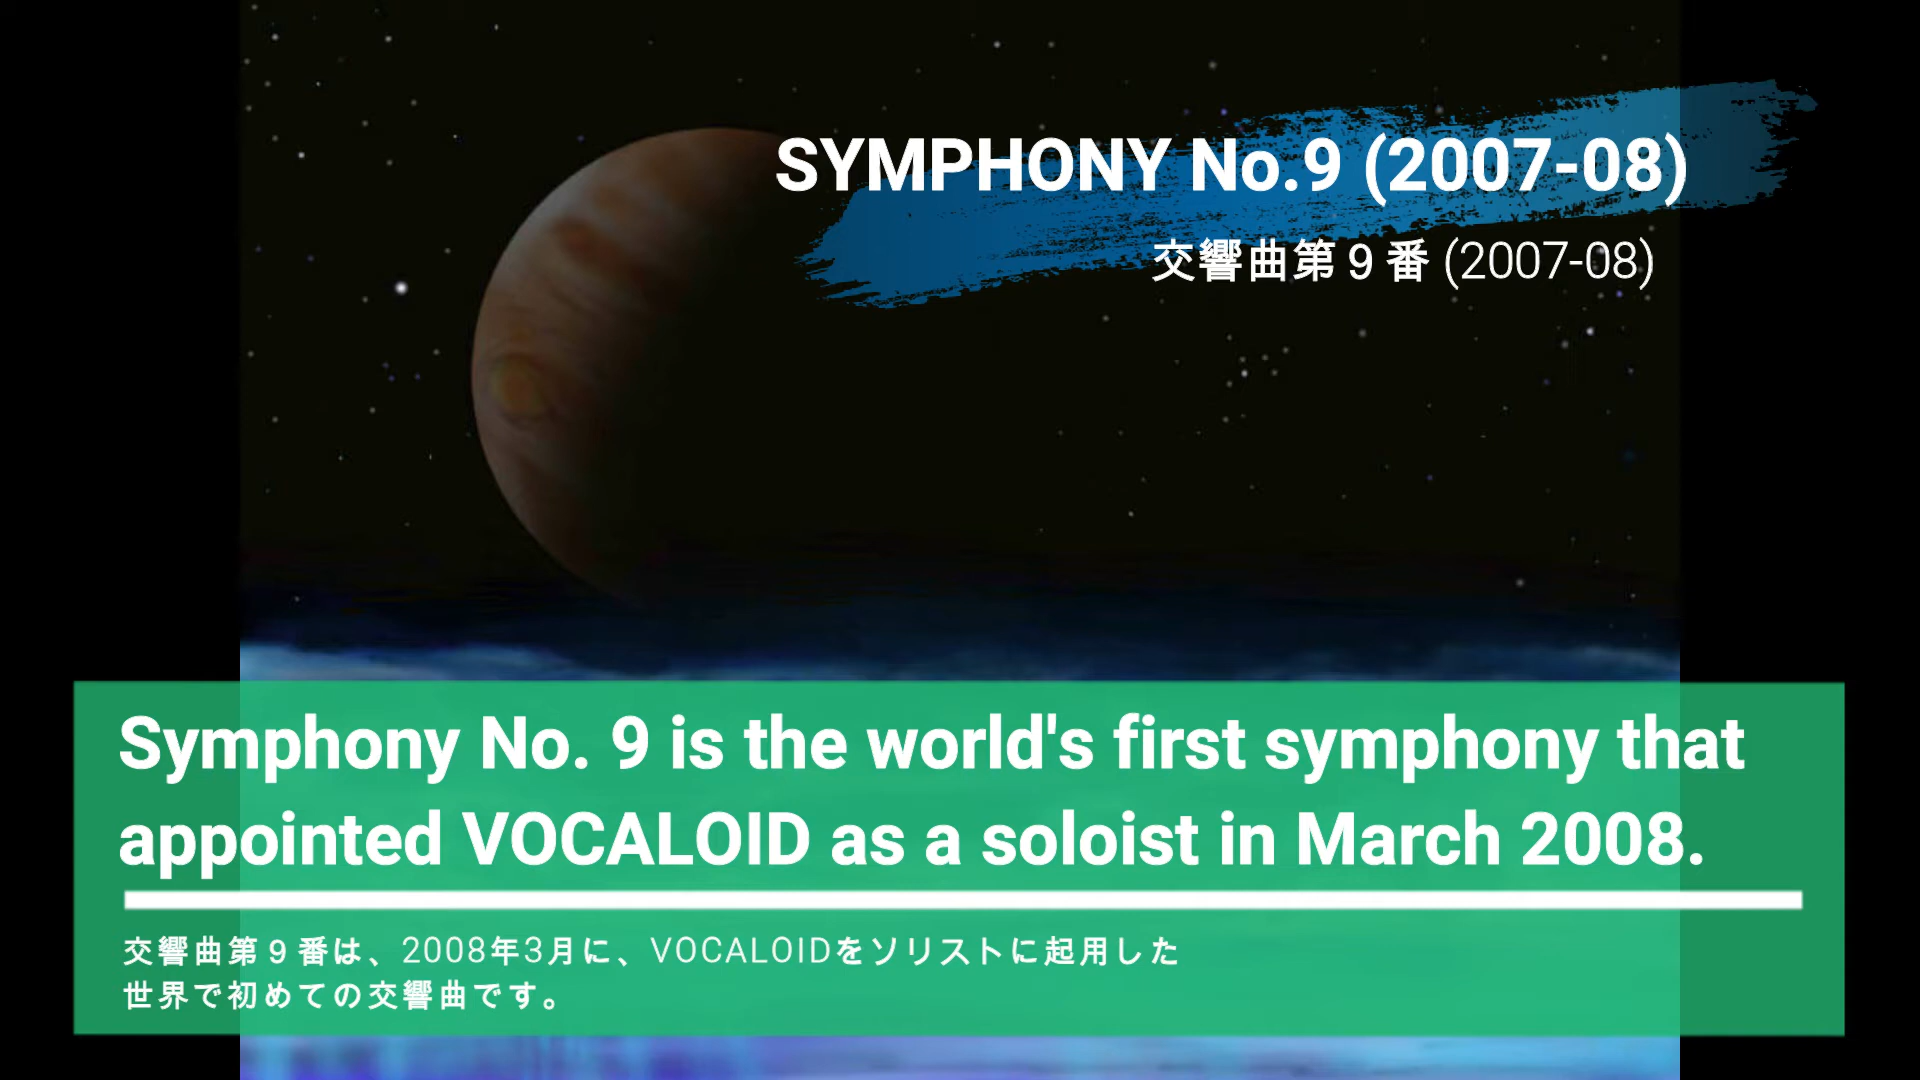 SYMPHONY No.9 (2007-08)
交響曲第９番 (2007-08)
Symphony No. 9 is the world's first symphony that
appointed VOCALOID as a soloist in March 2008.
交響曲第９番は、2008年3月に、VOCALOIDをソリストに起用した
世界で初めての交響曲です。